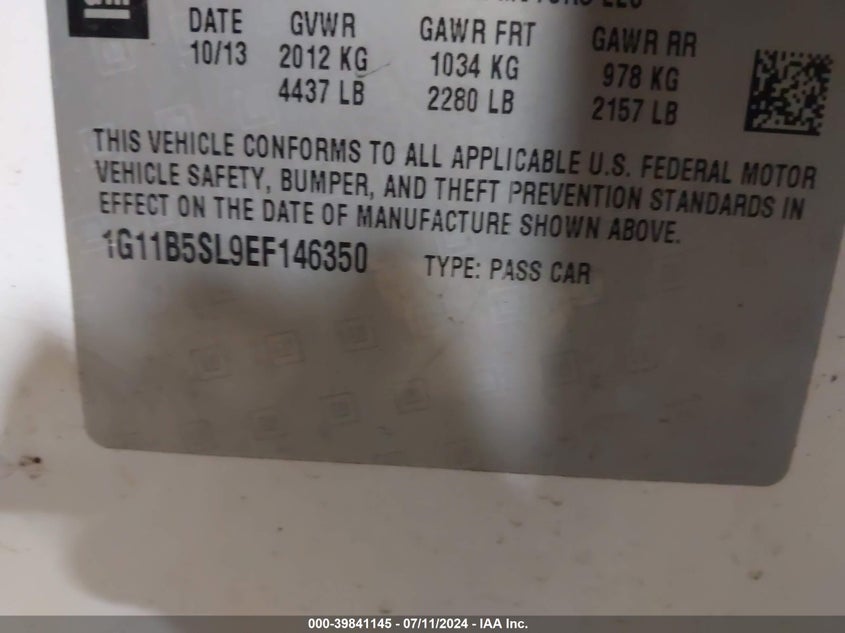 GM
DATE GVWR GAWR FRT GAWR RR
10/13 2012 KG 1034 KG 978 KG
4437 LB 2280 LB 2157 LB
THIS VEHICLE CONFORMS TO ALL APPLICABLE U.S. FEDERAL MOTOR
VEHICLE SAFETY, BUMPER, AND THEFT PREVENTION STANDARDS IN
EFFECT ON THE DATE OF MANUFACTURE SHOWN ABOVE.
1G11B5SL9EF146350 TYPE: PASS CAR
000-39841145 - 07/11/2024 - IAA Inc.